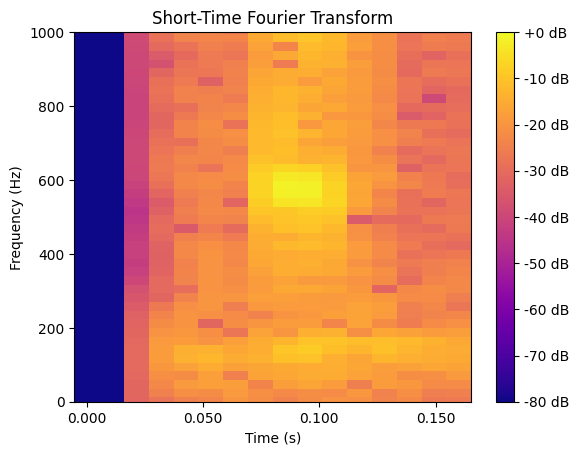 Short-Time Fourier Transform
1000
800
600
400
200
0
Frequency (Hz)
0.000
0.050
0.100
0.150
Time (s)
+0 dB
-10 dB
-20 dB
-30 dB
-40 dB
-50 dB
-60 dB
-70 dB
-80 dB